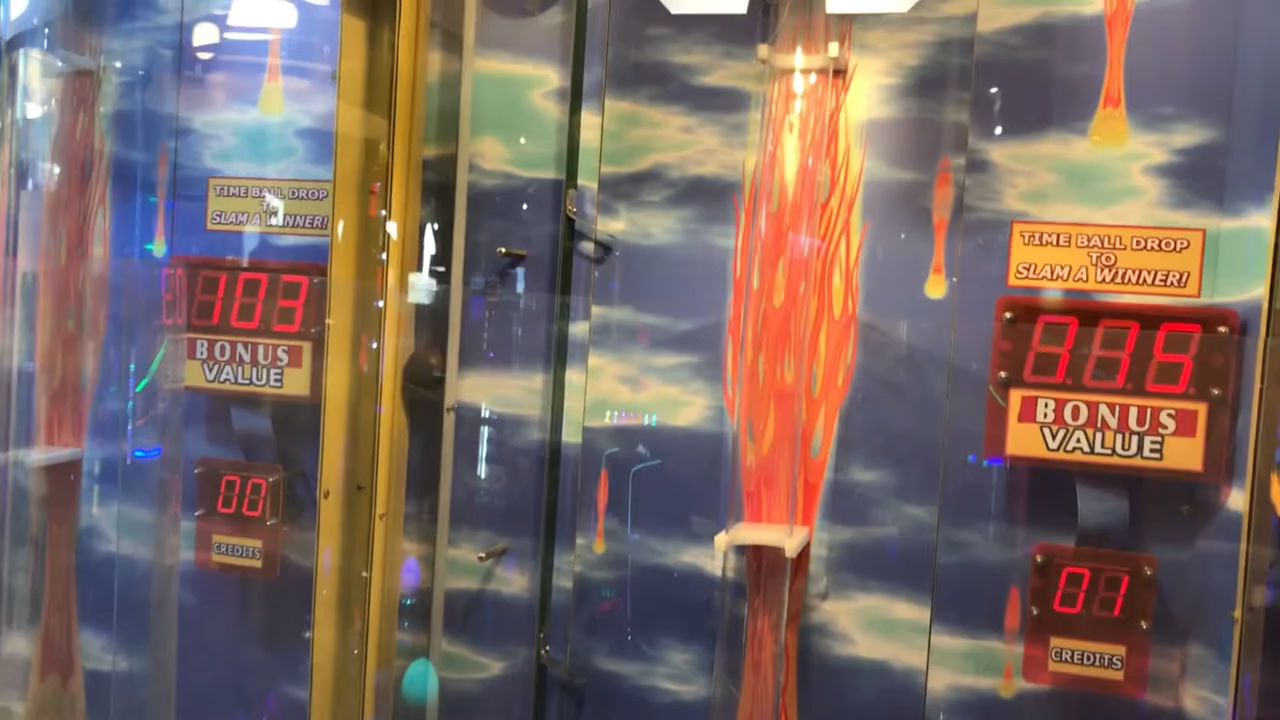 TIME BALL DROP
TO
SLAM A WINNER!
103
BONUS
VALUE
00
CREDITS
TIME BALL DROP
TO
SLAM A WINNER!
115
BONUS
VALUE
01
CREDITS